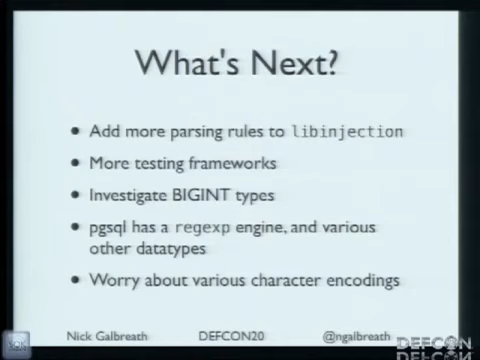 What's Next?
• Add more parsing rules to libinjection
• More testing frameworks
• Investigate BIGINT types
• pgsql has a regexp engine, and various
other datatypes
• Worry about various character encodings
Nick Galbreath DEFCON20 @ngalbreath
DEFCON
DEFCON